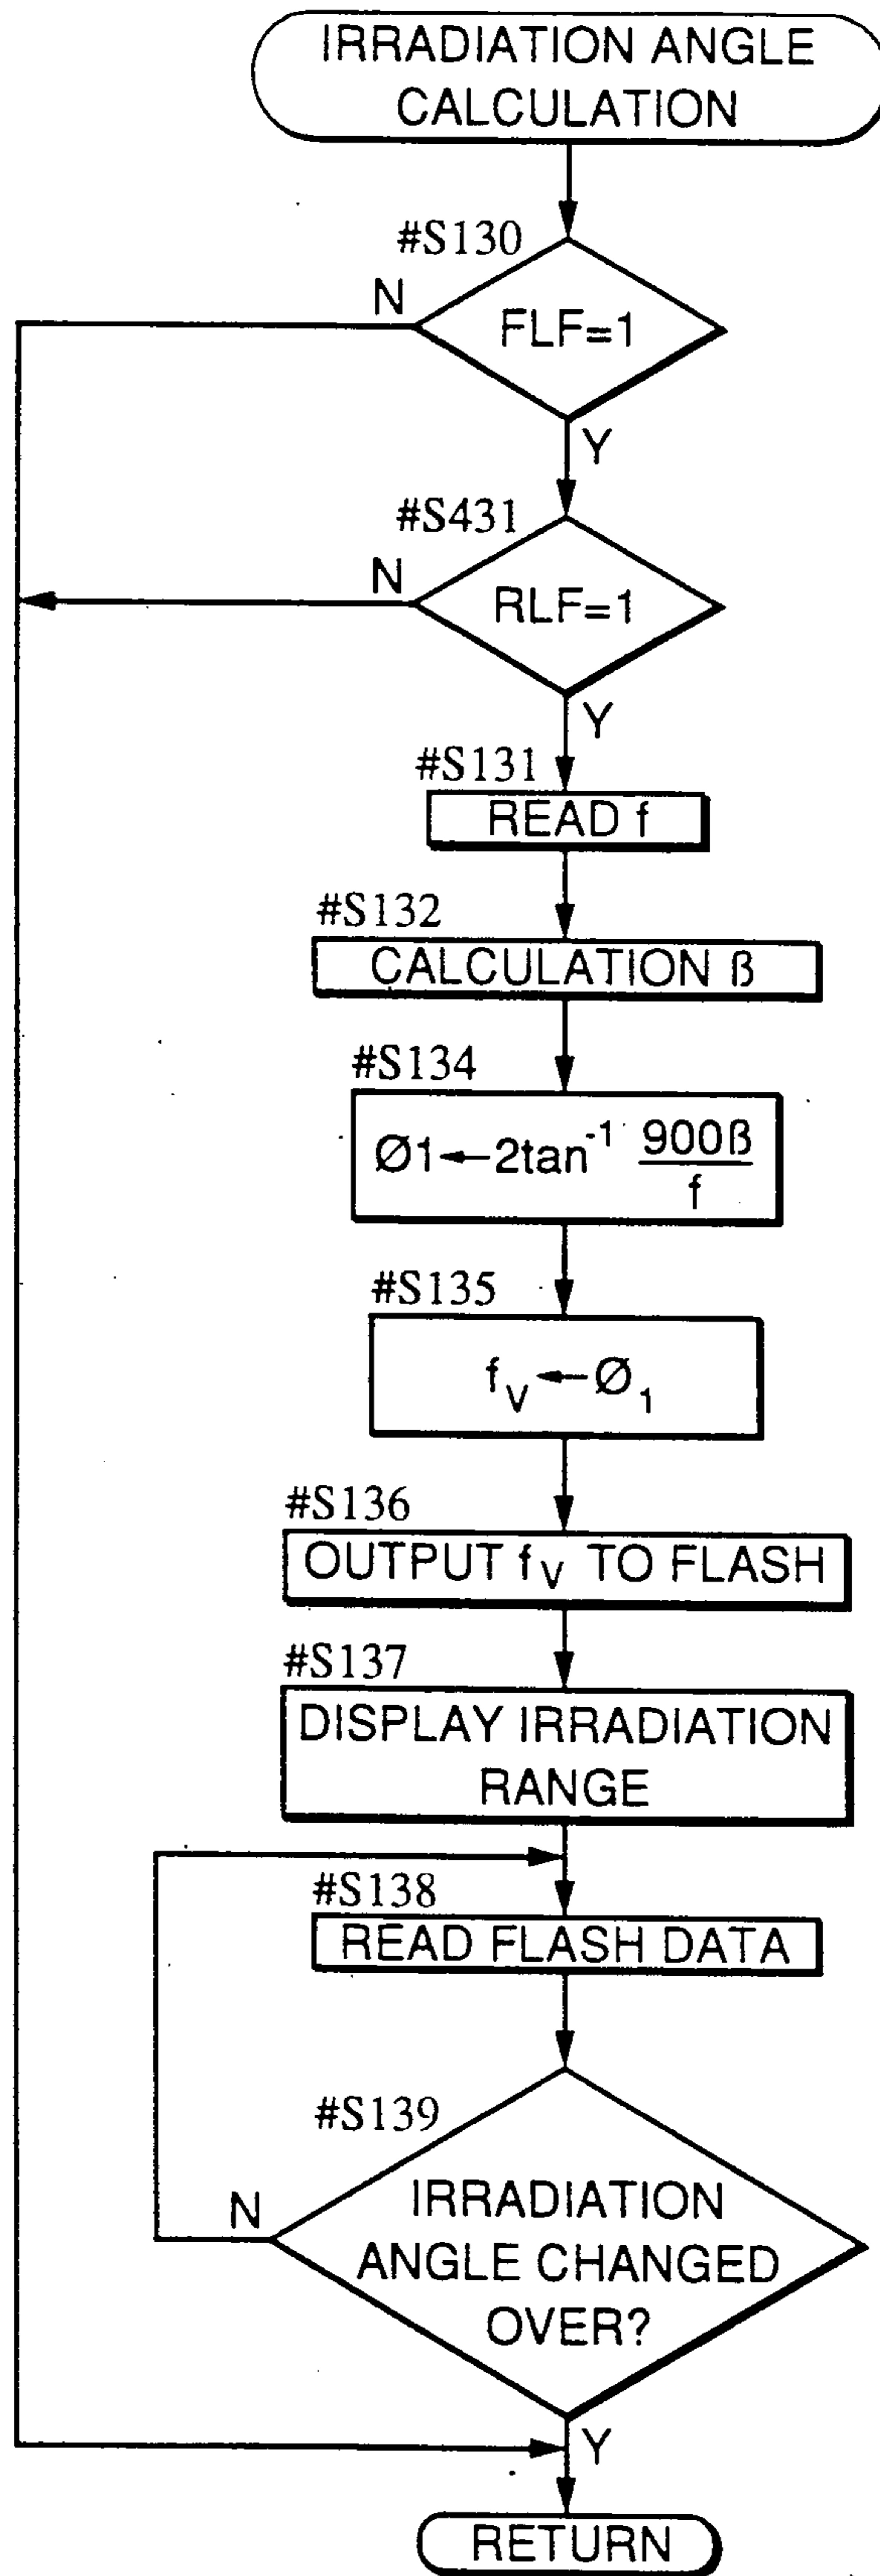 IRRADIATION ANGLE
CALCULATION
#S130
N
FLF=1
Y
#S431
N
RLF=1
Y
#S131
READ f
#S132
CALCULATION ß
#S134
Ø1←2tan⁻¹ 900ß
f
#S135
fV←Ø1
#S136
OUTPUT fV TO FLASH
#S137
DISPLAY IRRADIATION
RANGE
#S138
READ FLASH DATA
#S139
N
IRRADIATION
ANGLE CHANGED
OVER?
Y
RETURN